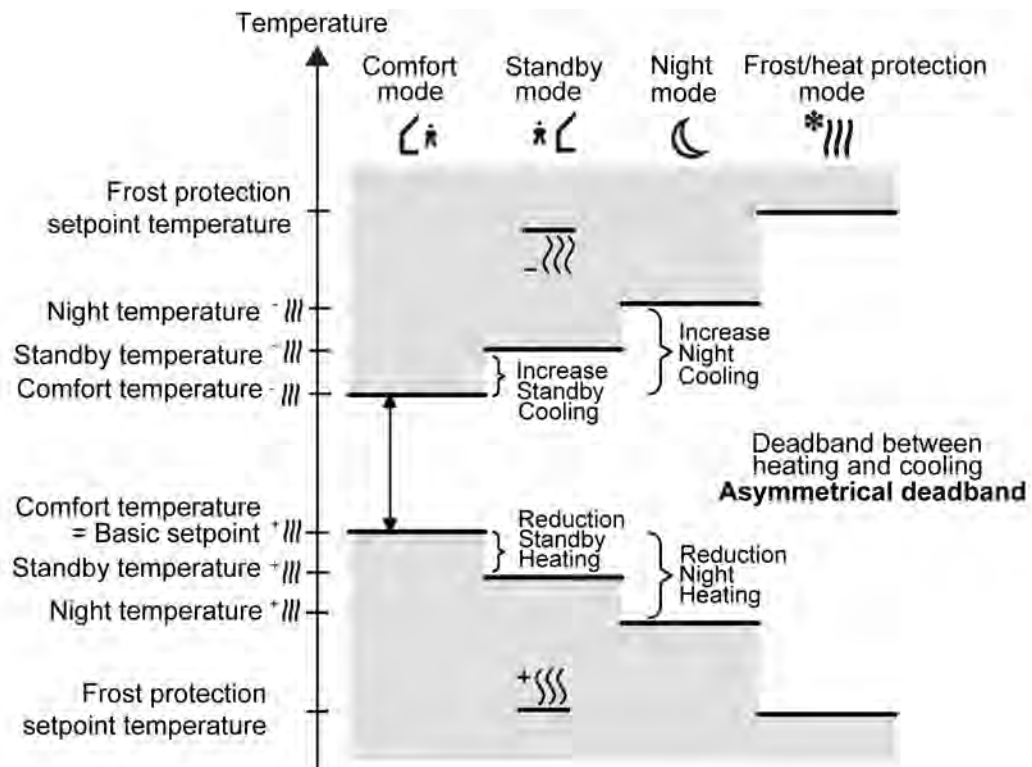 Temperature
Comfort
mode
Standby
mode
Night
mode
Frost/heat protection
mode
Frost protection
setpoint temperature
Night temperature -
Standby temperature -
Comfort temperature -
-
Increase
Standby
Cooling
Increase
Night
Cooling
Deadband between
heating and cooling
Asymmetrical deadband
Comfort temperature
= Basic setpoint +
Standby temperature +
Night temperature +
Reduction
Standby
Heating
Reduction
Night
Heating
+
Frost protection
setpoint temperature